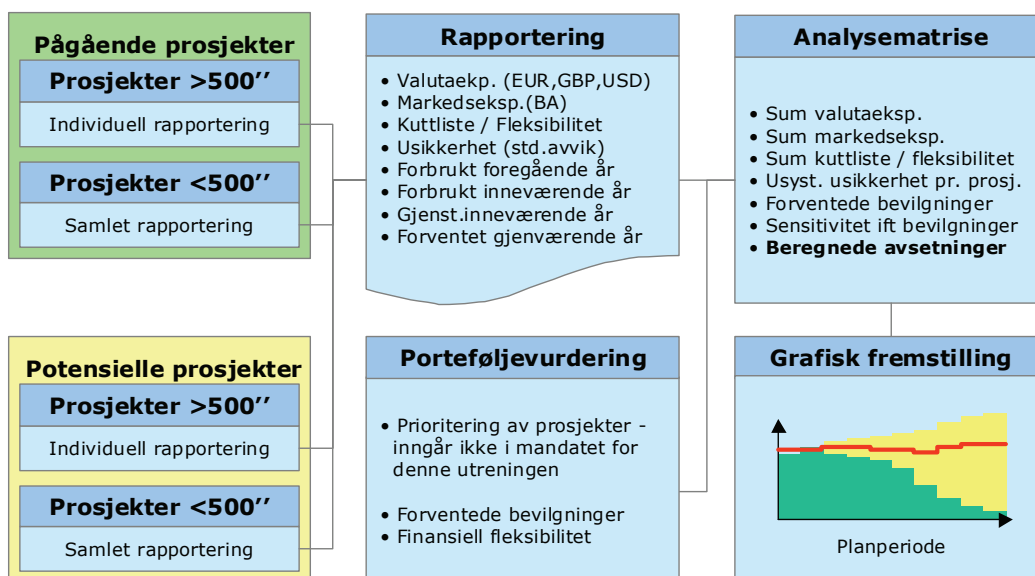 Pågående prosjekter
Prosjekter >500’’
Individuell rapportering
Prosjekter <500’’
Samlet rapportering
Potensielle prosjekter
Prosjekter >500’’
Individuell rapportering
Prosjekter <500’’
Samlet rapportering
Rapportering
• Valutaekp. (EUR,GBP,USD)
• Markedseksp.(BA)
• Kuttliste / Fleksibilitet
• Usikkerhet (std.avvik)
• Forbrukt foregående år
• Forbrukt inneværende år
• Gjenst.inneværende år
• Forventet gjenværende år
Porteføljevurdering
• Prioritering av prosjekter -
inngår ikke i mandatet for
denne utreningen
• Forventede bevilgninger
• Finansiell fleksibilitet
Analysematrise
• Sum valutaeksp.
• Sum markedseksp.
• Sum kuttliste / fleksibilitet
• Usyst. usikkerhet pr. prosj.
• Forventede bevilgninger
• Sensitivitet ift bevilgninger
• Beregnede avsetninger
Grafisk fremstilling
Planperiode